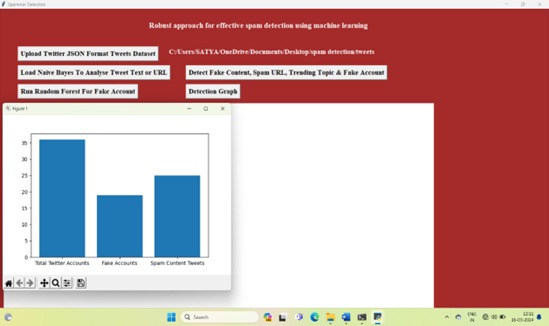 Spammer Detection
Robust approach for effective spam detection using machine learning
Upload Twitter JSON Format Tweets Dataset
C:/Users/SATYA/OneDrive/Documents/Desktop/spam detection/tweets
Load Naive Bayes To Analyse Tweet Text or URL
Detect Fake Content, Spam URL, Trending Topic & Fake Account
Run Random Forest For Fake Account
Detection Graph
Figure 1
35
30
25
20
15
10
5
0
Total Twitter Accounts
Fake Accounts
Spam Content Tweets
Search
ENG
IN
12:11
16-03-2024